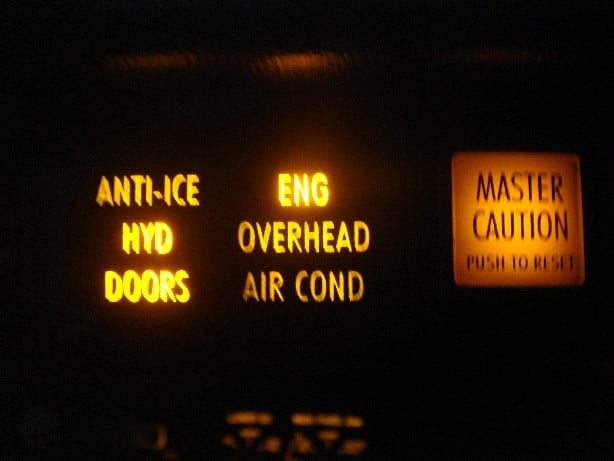 ANTI-ICE
HYD
DOORS
ENG
OVERHEAD
AIR COND
MASTER
CAUTION
PUSH TO RESET